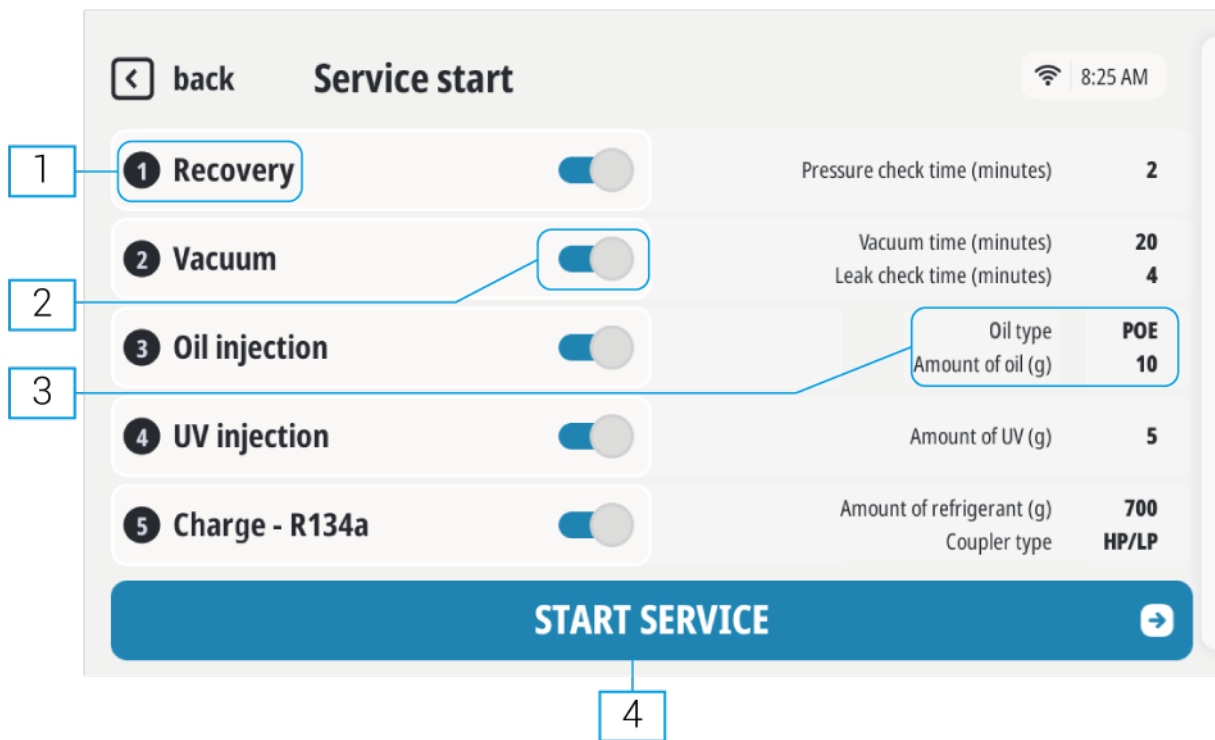 back Service start 8:25 AM
1 1 Recovery Pressure check time (minutes) 2
2 Vacuum Vacuum time (minutes) 20
Leak check time (minutes) 4
2
3 Oil injection Oil type POE
Amount of oil (g) 10
3
4 UV injection Amount of UV (g) 5
5 Charge - R134a Amount of refrigerant (g) 700
Coupler type HP/LP
START SERVICE
4